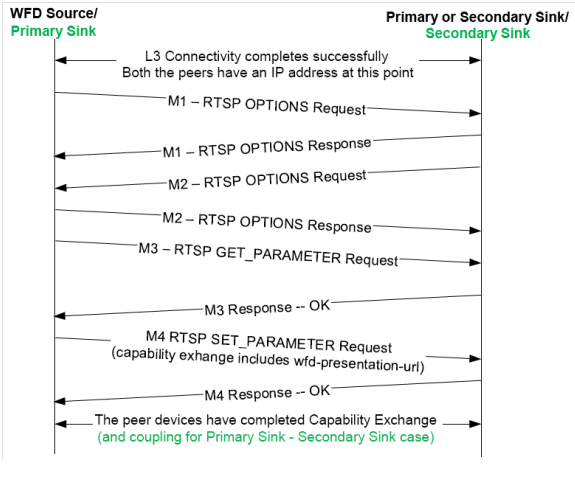 WFD Source/
Primary Sink
Primary or Secondary Sink/
Secondary Sink
L3 Connectivity completes successfully
Both the peers have an IP address at this point
M1 – RTSP OPTIONS Request
M1 – RTSP OPTIONS Response
M2 – RTSP OPTIONS Request
M2 – RTSP OPTIONS Response
M3 – RTSP GET_PARAMETER Request
M3 Response -- OK
M4 RTSP SET_PARAMETER Request
(capability exhange includes wfd-presentation-url)
M4 Response -- OK
The peer devices have completed Capability Exchange
(and coupling for Primary Sink - Secondary Sink case)